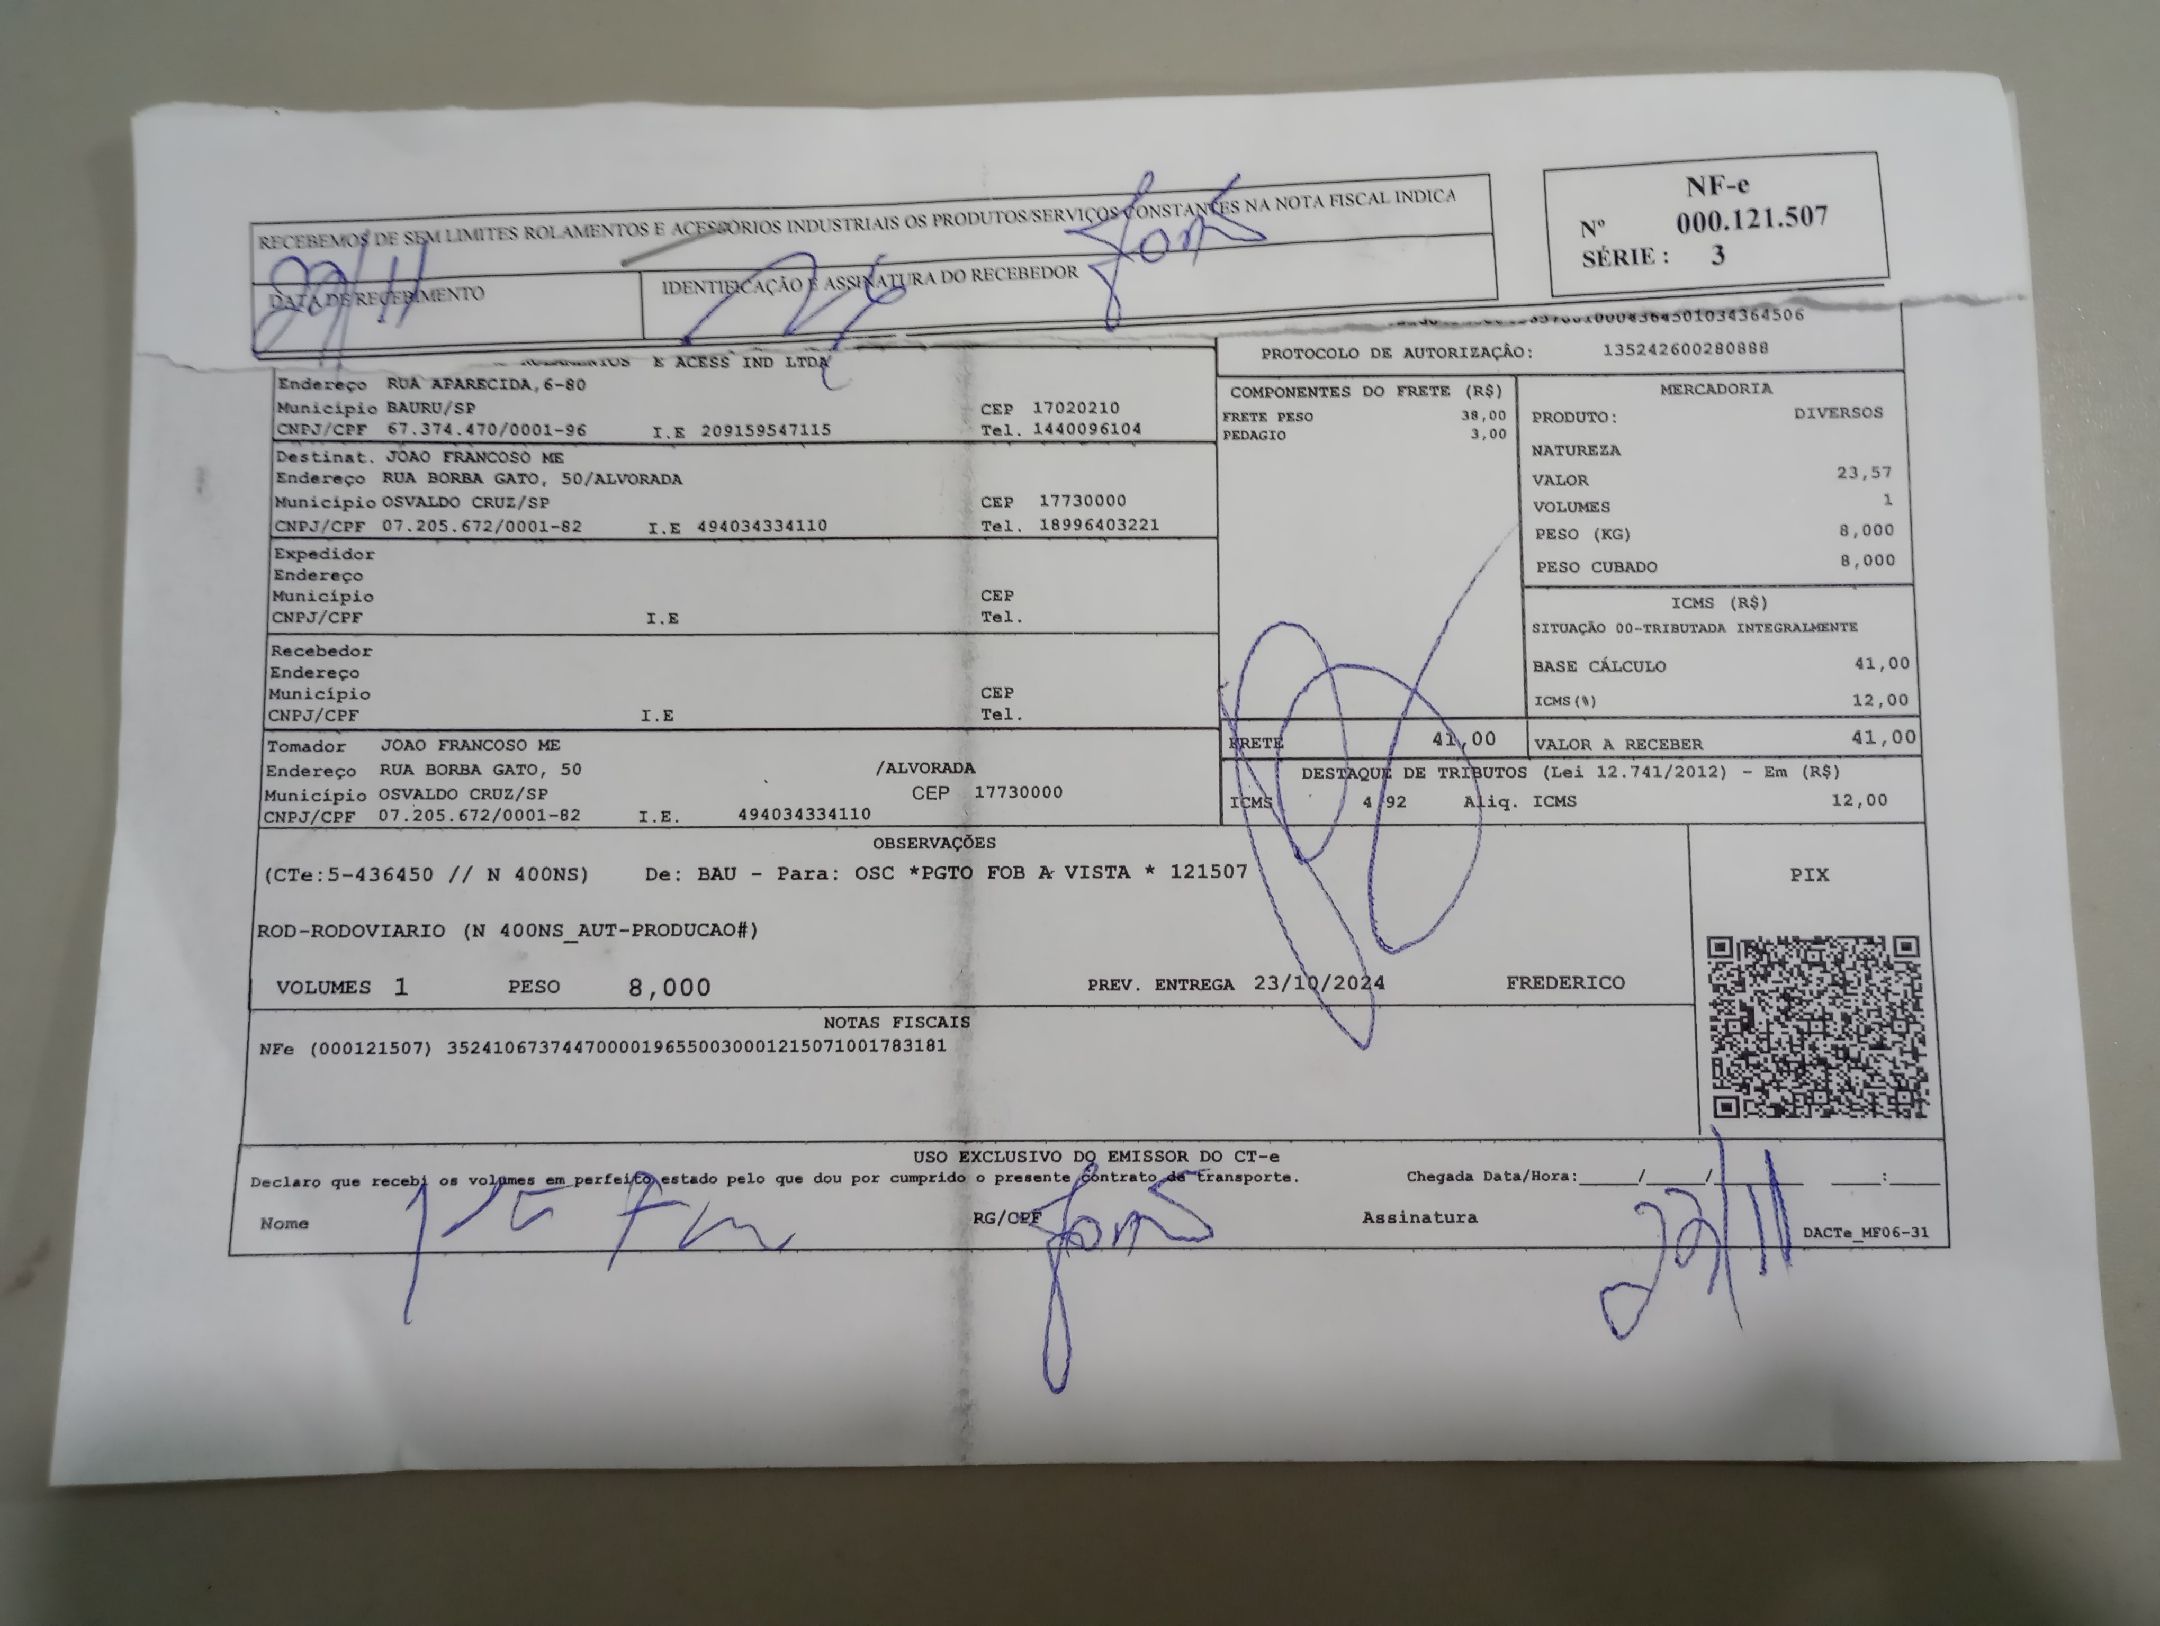 RECEBEMOS DE SEM LIMITES ROLAMENTOS E ACESSÓRIOS INDUSTRIAIS OS PRODUTOS/SERVIÇOS CONSTANTES NA NOTA FISCAL INDICA
DATA DE RECEBIMENTO
IDENTIFICAÇÃO E ASSINATURA DO RECEBEDOR
NF-e
Nº 000.121.507
SÉRIE : 3
E ACESS IND LTDA
Endereço RUA APARECIDA, 6-80
Município BAURU/SP CEP 17020210
CNPJ/CPF 67.374.470/0001-96 I.E 209159547115 Tel. 1440096104
Destinat. JOAO FRANCOSO ME
Endereço RUA BORBA GATO, 50/ALVORADA
Município OSVALDO CRUZ/SP CEP 17730000
CNPJ/CPF 07.205.672/0001-82 I.E 494034334110 Tel. 18996403221
Expedidor
Endereço
Município CEP
CNPJ/CPF I.E Tel.
Recebedor
Endereço
Município CEP
CNPJ/CPF I.E Tel.
Tomador JOAO FRANCOSO ME
Endereço RUA BORBA GATO, 50 /ALVORADA
Município OSVALDO CRUZ/SP CEP 17730000
CNPJ/CPF 07.205.672/0001-82 I.E. 494034334110
PROTOCOLO DE AUTORIZAÇÃO: 135242600280888
COMPONENTES DO FRETE (R$)
FRETE PESO 38,00
PEDAGIO 3,00
MERCADORIA
PRODUTO: DIVERSOS
NATUREZA
VALOR 23,57
VOLUMES 1
PESO (KG) 8,000
PESO CUBADO 8,000
ICMS (R$)
SITUAÇÃO 00-TRIBUTADA INTEGRALMENTE
BASE CÁLCULO 41,00
ICMS(%) 12,00
FRETE 41,00
VALOR A RECEBER 41,00
DESTAQUE DE TRIBUTOS (Lei 12.741/2012) - Em (R$)
ICMS 4,92 Aliq. ICMS 12,00
OBSERVAÇÕES
(CTe:5-436450 // N 400NS) De: BAU - Para: OSC *PGTO FOB A VISTA * 121507
ROD-RODOVIARIO (N 400NS_AUT-PRODUCAO#)
VOLUMES 1 PESO 8,000 PREV. ENTREGA 23/10/2024 FREDERICO
PIX
NOTAS FISCAIS
NFe (000121507) 35241067374470000196550030001215071001783181
USO EXCLUSIVO DO EMISSOR DO CT-e
Declaro que recebi os volumes em perfeito estado pelo que dou por cumprido o presente contrato de transporte. Chegada Data/Hora:____/____/______ ___:___
Nome RG/CPF Assinatura
22/11
DACTe_MF06-31